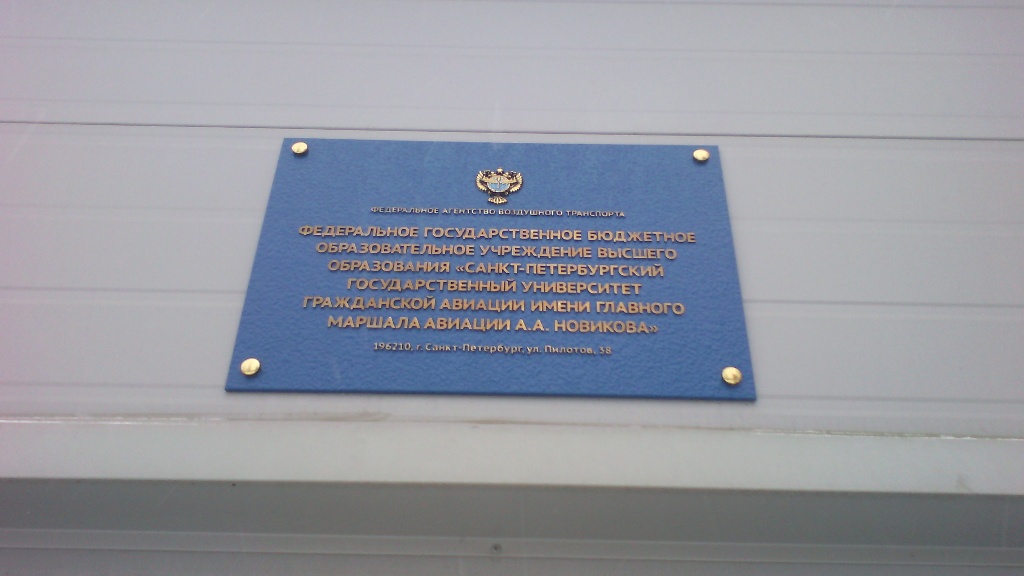 ФЕДЕРАЛЬНОЕ АГЕНТСТВО ВОЗДУШНОГО ТРАНСПОРТА
ФЕДЕРАЛЬНОЕ ГОСУДАРСТВЕННОЕ БЮДЖЕТНОЕ
ОБРАЗОВАТЕЛЬНОЕ УЧРЕЖДЕНИЕ ВЫСШЕГО
ОБРАЗОВАНИЯ «САНКТ-ПЕТЕРБУРГСКИЙ
ГОСУДАРСТВЕННЫЙ УНИВЕРСИТЕТ
ГРАЖДАНСКОЙ АВИАЦИИ ИМЕНИ ГЛАВНОГО
МАРШАЛА АВИАЦИИ А.А. НОВИКОВА»
196210, г. Санкт-Петербург, ул. Пилотов, 38